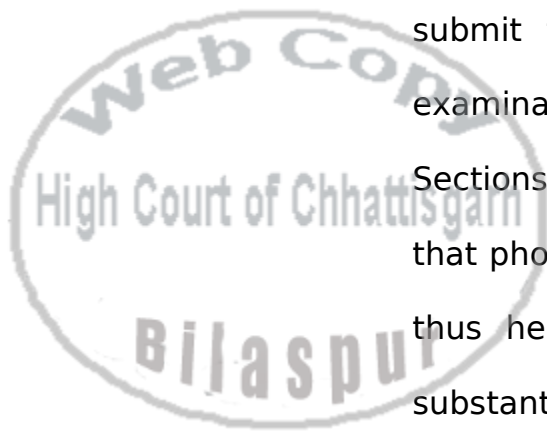 submit
examina
Sections
that pho
thus he
substant
Web Copy
High Court of Chhattisgarh
Bilaspur